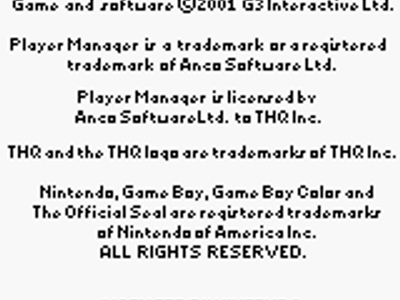 Game and software ©2001 G3 Interactive Ltd.
Player Manager is a trademark or a registered
trademark of Anco Software Ltd.
Player Manager is licensed by
Anco Software Ltd. to THQ Inc.
THQ and the THQ logo are trademarks of THQ Inc.
Nintendo, Game Boy, Game Boy Color and
The Official Seal are registered trademarks
of Nintendo of America Inc.
ALL RIGHTS RESERVED.